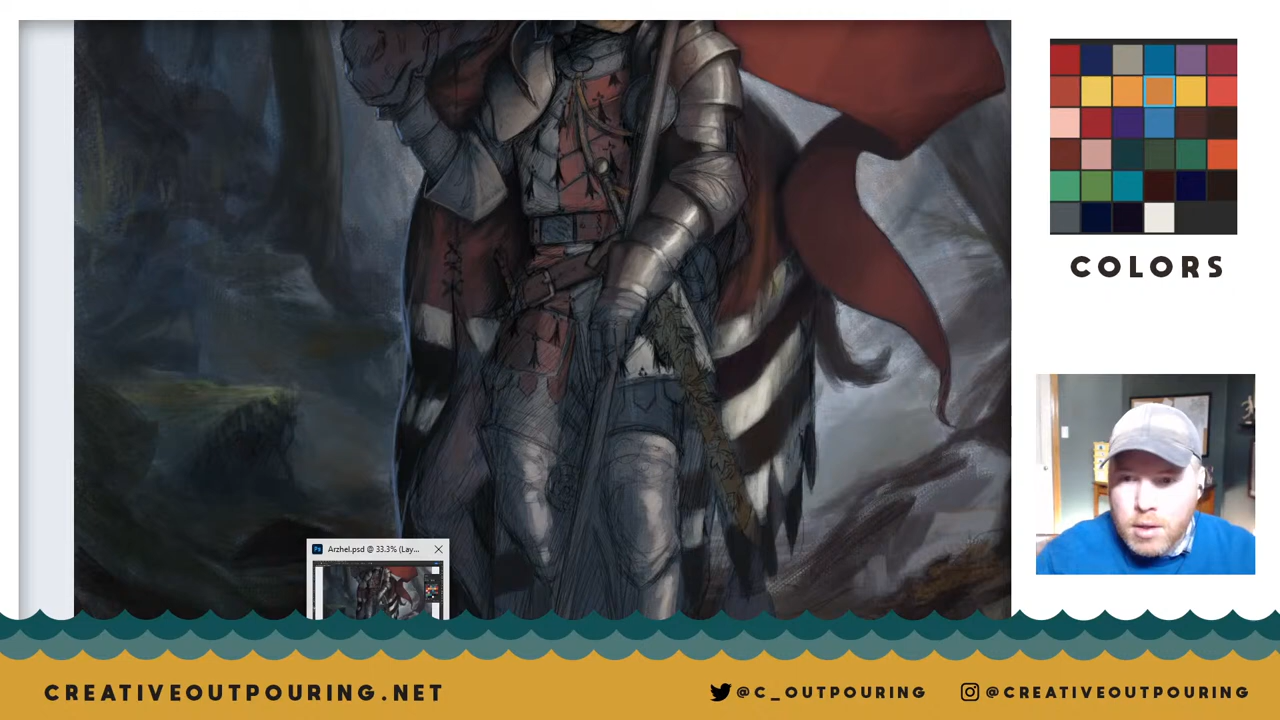 COLORS
Arzhel.psd @ 33.3% (Lay...
CREATIVEOUTPOURING.NET
@C_OUTPOURING
@CREATIVEOUTPOURING